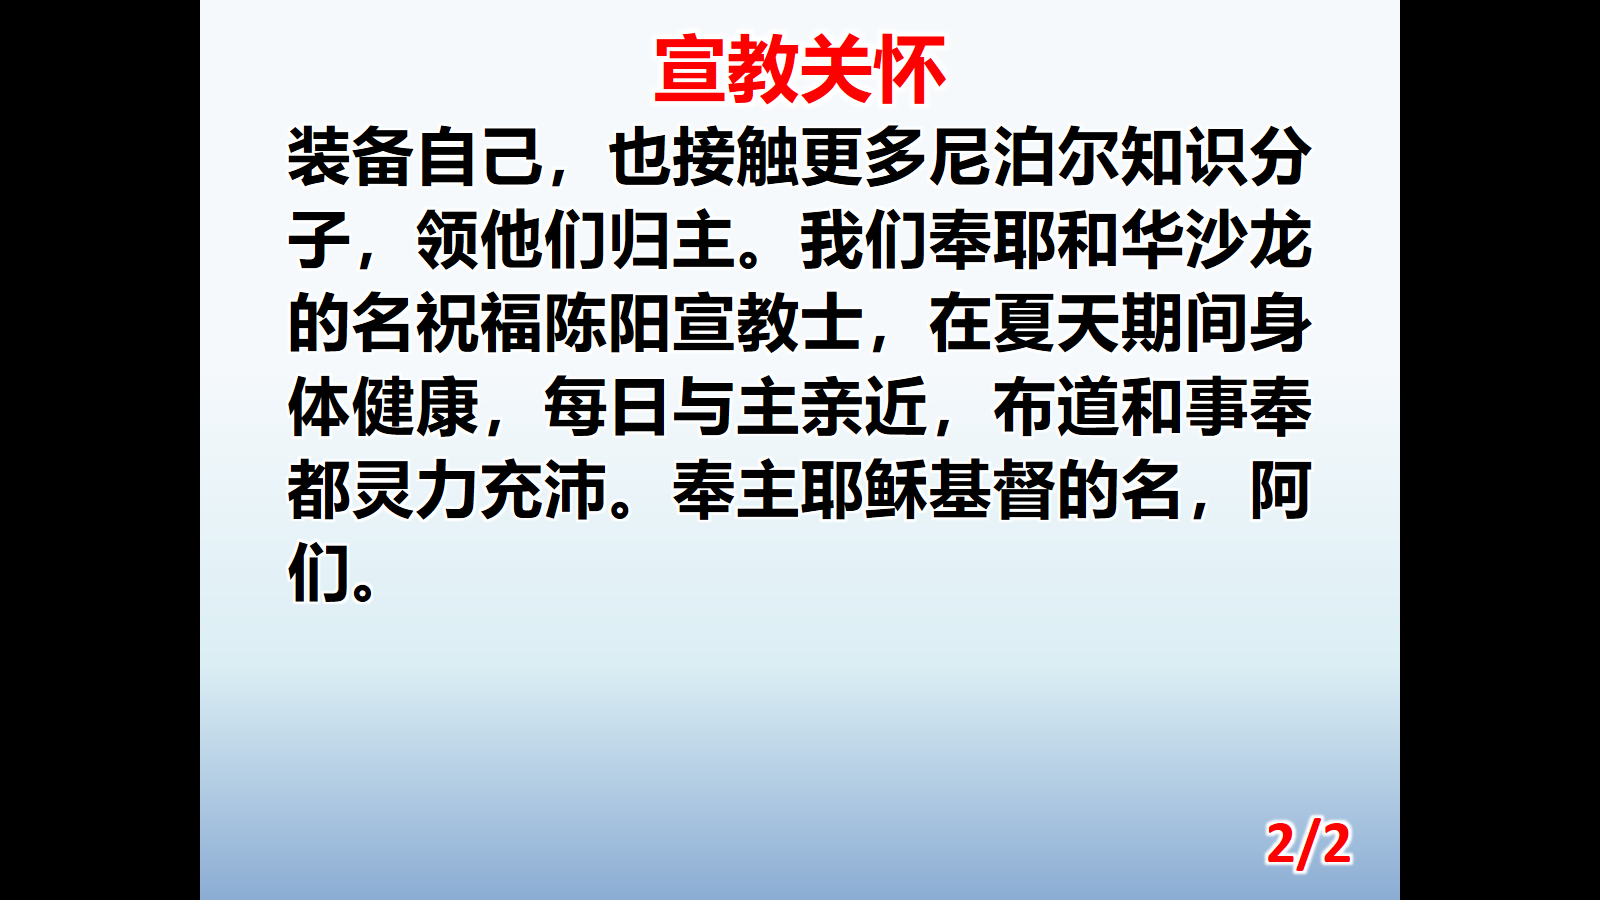 宣教关怀
装备自己，也接触更多尼泊尔知识分
子，领他们归主。我们奉耶和华沙龙
的名祝福陈阳宣教士，在夏天期间身
体健康，每日与主亲近，布道和事奉
都灵力充沛。奉主耶稣基督的名，阿
们。
2/2